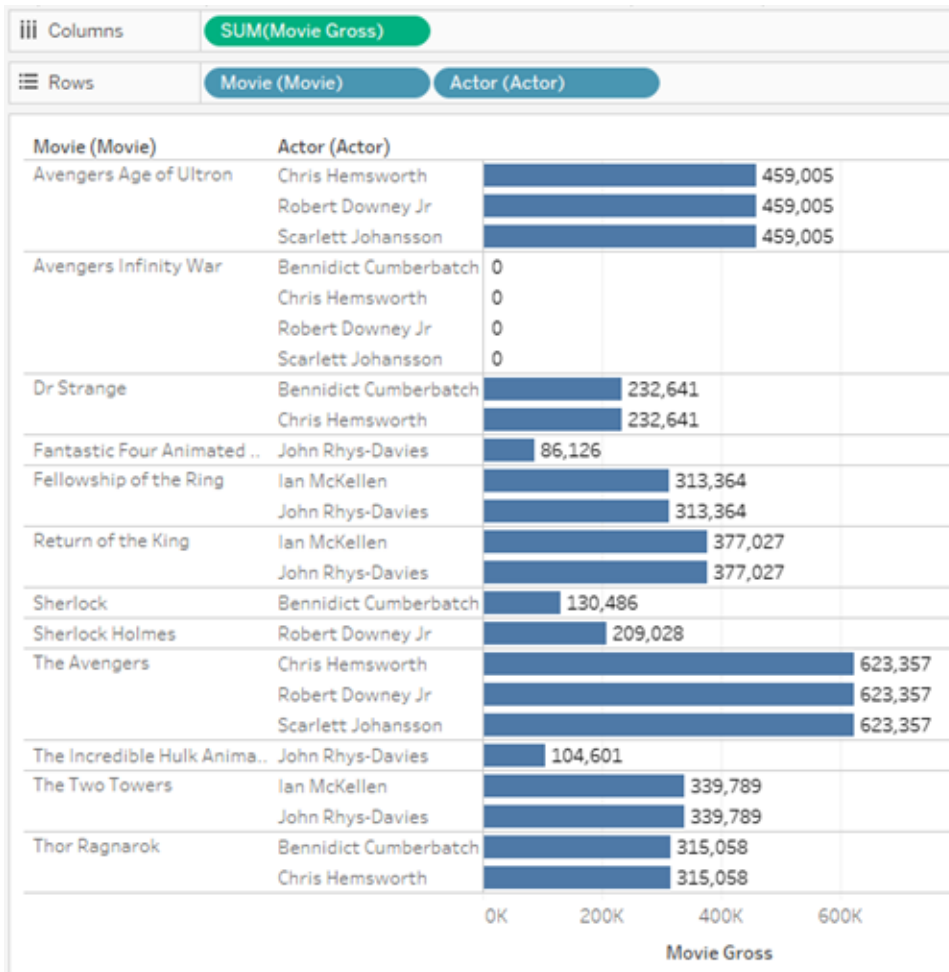 Columns SUM(Movie Gross)
Rows Movie (Movie) Actor (Actor)
Movie (Movie) Actor (Actor)
Avengers Age of Ultron Chris Hemsworth 459,005
Robert Downey Jr 459,005
Scarlett Johansson 459,005
Avengers Infinity War Bennidict Cumberbatch 0
Chris Hemsworth 0
Robert Downey Jr 0
Scarlett Johansson 0
Dr Strange Bennidict Cumberbatch 232,641
Chris Hemsworth 232,641
Fantastic Four Animated .. John Rhys-Davies 86,126
Fellowship of the Ring Ian McKellen 313,364
John Rhys-Davies 313,364
Return of the King Ian McKellen 377,027
John Rhys-Davies 377,027
Sherlock Bennidict Cumberbatch 130,486
Sherlock Holmes Robert Downey Jr 209,028
The Avengers Chris Hemsworth 623,357
Robert Downey Jr 623,357
Scarlett Johansson 623,357
The Incredible Hulk Anima.. John Rhys-Davies 104,601
The Two Towers Ian McKellen 339,789
John Rhys-Davies 339,789
Thor Ragnarok Bennidict Cumberbatch 315,058
Chris Hemsworth 315,058
0K 200K 400K 600K
Movie Gross